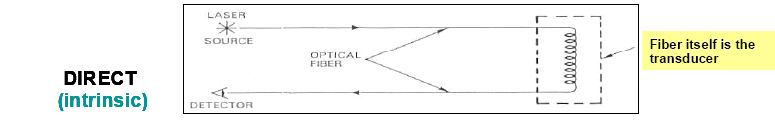 LASER
SOURCE
OPTICAL
FIBER
DETECTOR
DIRECT
(intrinsic)
Fiber itself is the
transducer